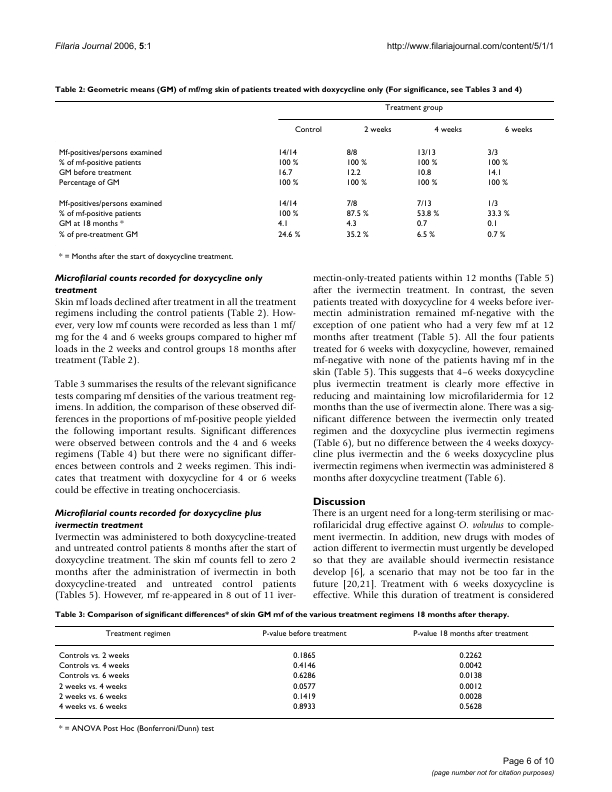 Filaria Journal 2006, 5:1
http://www.filariajournal.com/content/5/1/1
Table 2: Geometric means (GM) of mf/mg skin of patients treated with doxycycline only (For significance, see Tables 3 and 4)
Treatment group
Control 2 weeks 4 weeks 6 weeks
Mf-positives/persons examined 14/14 8/8 13/13 3/3
% of mf-positive patients 100 % 100 % 100 % 100 %
GM before treatment 16.7 12.2 10.8 14.1
Percentage of GM 100 % 100 % 100 % 100 %
Mf-positives/persons examined 14/14 7/8 7/13 1/3
% of mf-positive patients 100 % 87.5 % 53.8 % 33.3 %
GM at 18 months * 4.1 4.3 0.7 0.1
% of pre-treatment GM 24.6 % 35.2 % 6.5 % 0.7 %
* = Months after the start of doxycycline treatment.
Microfilarial counts recorded for doxycycline only
treatment
Skin mf loads declined after treatment in all the treatment
regimens including the control patients (Table 2). How-
ever, very low mf counts were recorded as less than 1 mf/
mg for the 4 and 6 weeks groups compared to higher mf
loads in the 2 weeks and control groups 18 months after
treatment (Table 2).
Table 3 summarises the results of the relevant significance
tests comparing mf densities of the various treatment reg-
imens. In addition, the comparison of these observed dif-
ferences in the proportions of mf-positive people yielded
the following important results. Significant differences
were observed between controls and the 4 and 6 weeks
regimens (Table 4) but there were no significant differ-
ences between controls and 2 weeks regimen. This indi-
cates that treatment with doxycycline for 4 or 6 weeks
could be effective in treating onchocerciasis.
Microfilarial counts recorded for doxycycline plus
ivermectin treatment
Ivermectin was administered to both doxycycline-treated
and untreated control patients 8 months after the start of
doxycycline treatment. The skin mf counts fell to zero 2
months after the administration of ivermectin in both
doxycycline-treated and untreated control patients
(Tables 5). However, mf re-appeared in 8 out of 11 iver-
mectin-only-treated patients within 12 months (Table 5)
after the ivermectin treatment. In contrast, the seven
patients treated with doxycycline for 4 weeks before iver-
mectin administration remained mf-negative with the
exception of one patient who had a very few mf at 12
months after treatment (Table 5). All the four patients
treated for 6 weeks with doxycycline, however, remained
mf-negative with none of the patients having mf in the
skin (Table 5). This suggests that 4–6 weeks doxycycline
plus ivermectin treatment is clearly more effective in
reducing and maintaining low microfilaridermia for 12
months than the use of ivermectin alone. There was a sig-
nificant difference between the ivermectin only treated
regimen and the doxycycline plus ivermectin regimens
(Table 6), but no difference between the 4 weeks doxycy-
cline plus ivermectin and the 6 weeks doxycycline plus
ivermectin regimens when ivermectin was administered 8
months after doxycycline treatment (Table 6).
Discussion
There is an urgent need for a long-term sterilising or mac-
rofilaricidal drug effective against O. volvulus to comple-
ment ivermectin. In addition, new drugs with modes of
action different to ivermectin must urgently be developed
so that they are available should ivermectin resistance
develop [6], a scenario that may not be too far in the
future [20,21]. Treatment with 6 weeks doxycycline is
effective. While this duration of treatment is considered
Table 3: Comparison of significant differences* of skin GM mf of the various treatment regimens 18 months after therapy.
Treatment regimen P-value before treatment P-value 18 months after treatment
Controls vs. 2 weeks 0.1865 0.2262
Controls vs. 4 weeks 0.4146 0.0042
Controls vs. 6 weeks 0.6286 0.0138
2 weeks vs. 4 weeks 0.0577 0.0012
2 weeks vs. 6 weeks 0.1419 0.0028
4 weeks vs. 6 weeks 0.8933 0.5628
* = ANOVA Post Hoc (Bonferroni/Dunn) test
Page 6 of 10
(page number not for citation purposes)